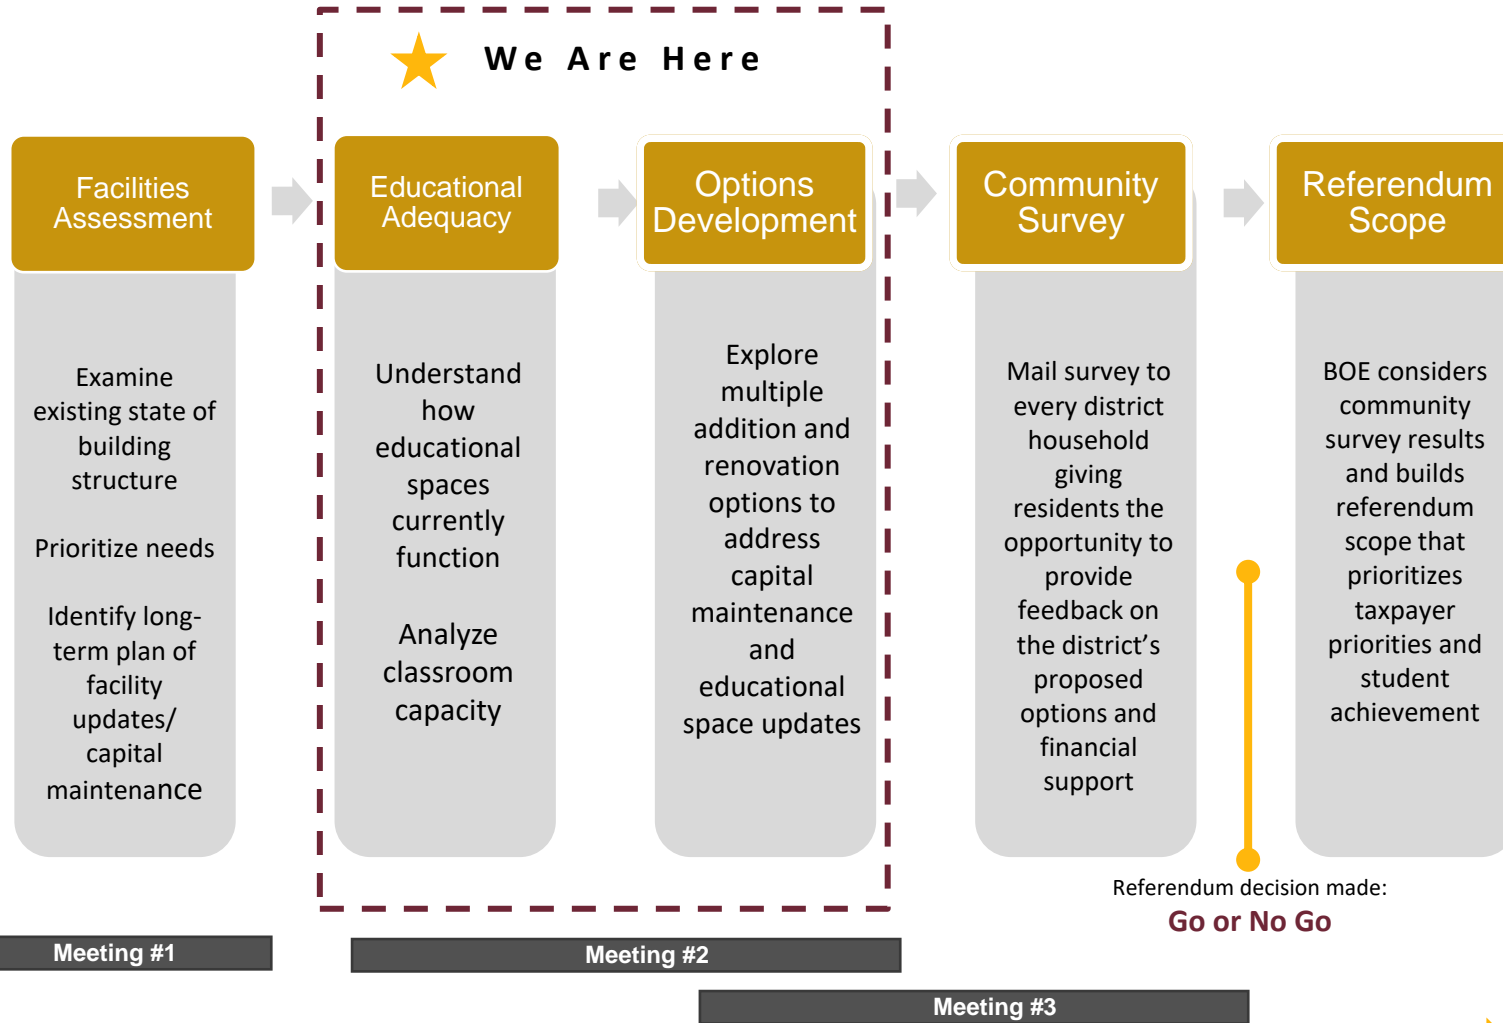 We Are Here
Facilities
Assessment
Examine
existing state of
building
structure
Prioritize needs
Identify long-
term plan of
facility
updates/
capital
maintenance
Educational
Adequacy
Understand
how
educational
spaces
currently
function
Analyze
classroom
capacity
Options
Development
Explore
multiple
addition and
renovation
options to
address
capital
maintenance
and
educational
space updates
Community
Survey
Mail survey to
every district
household
giving
residents the
opportunity to
provide
feedback on
the district’s
proposed
options and
financial
support
Referendum
Scope
BOE considers
community
survey results
and builds
referendum
scope that
prioritizes
taxpayer
priorities and
student
achievement
Referendum decision made:
Go or No Go
Meeting #1
Meeting #2
Meeting #3